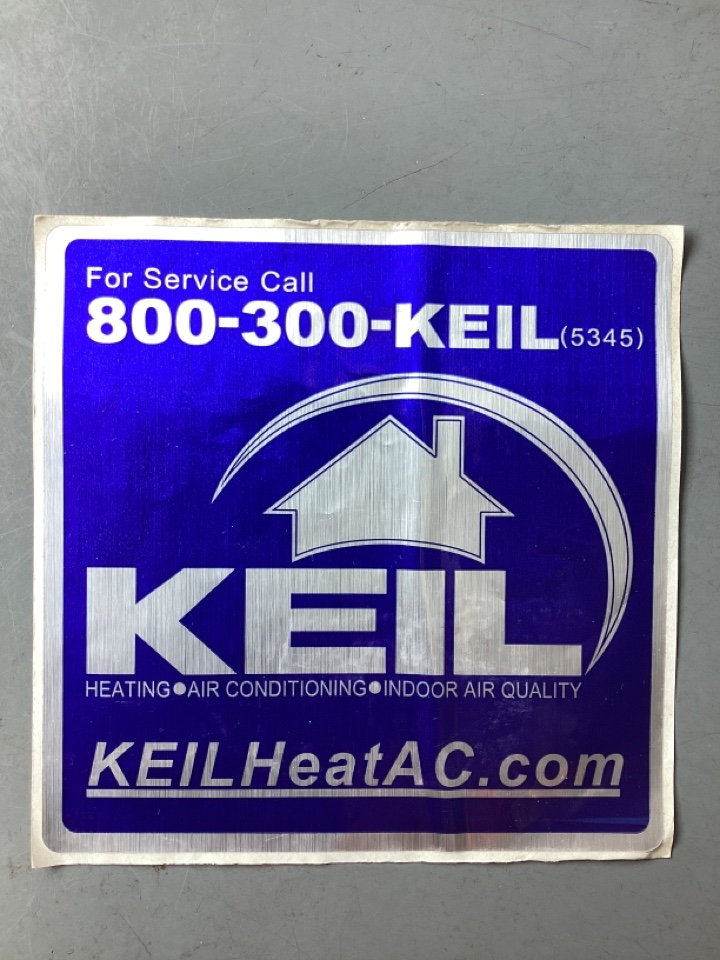 For Service Call
800-300-KEIL(5345)
KEIL
HEATING●AIR CONDITIONING●INDOOR AIR QUALITY
KEILHeatAC.com